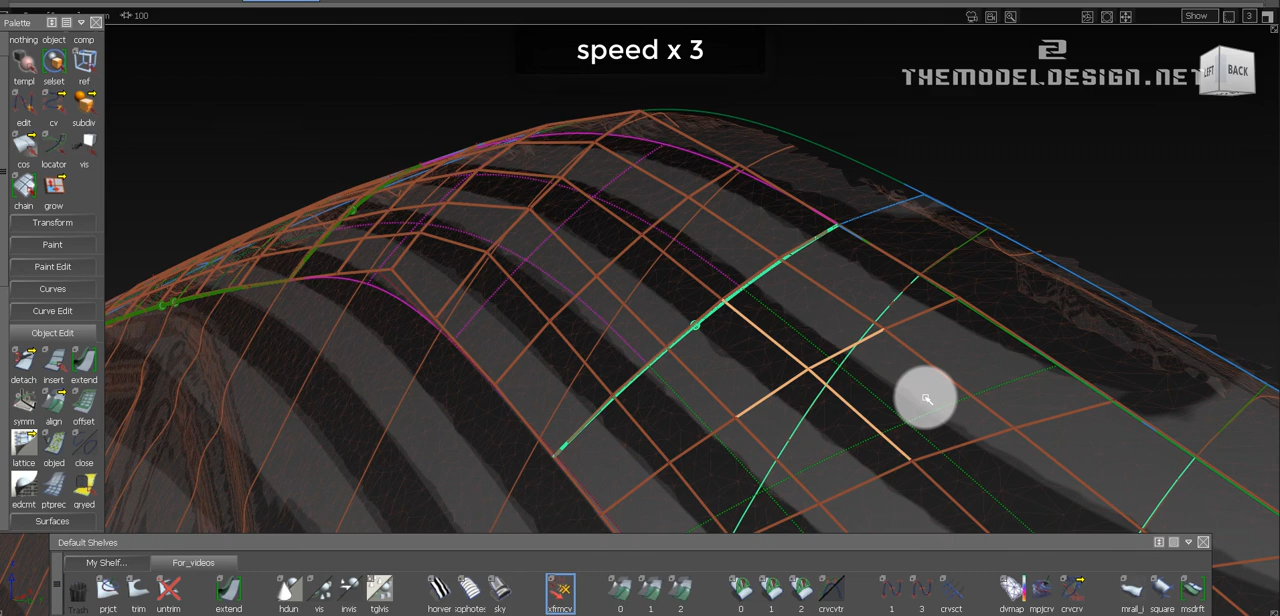 100
Show
3
Palette
speed x 3
THEMODELDESIGN.NET
LEFT
BACK
nothing object comp
templ selset ref
edit cv subdiv
cos locator vis
chain grow
Transform
Paint
Paint Edit
Curves
Curve Edit
Object Edit
detach insert extend
symm align offset
lattice objed close
edcmt ptprec qryed
Surfaces
Default Shelves
My Shelf...
For_videos
Trash prjct trim untrim extend hdun vis invis tglvis horver sky xfrmcv 0 1 2 0 1 2 crvcvtr 1 3 crvsct dvmap mpjcrv crvcrv mrail_i square msdrft